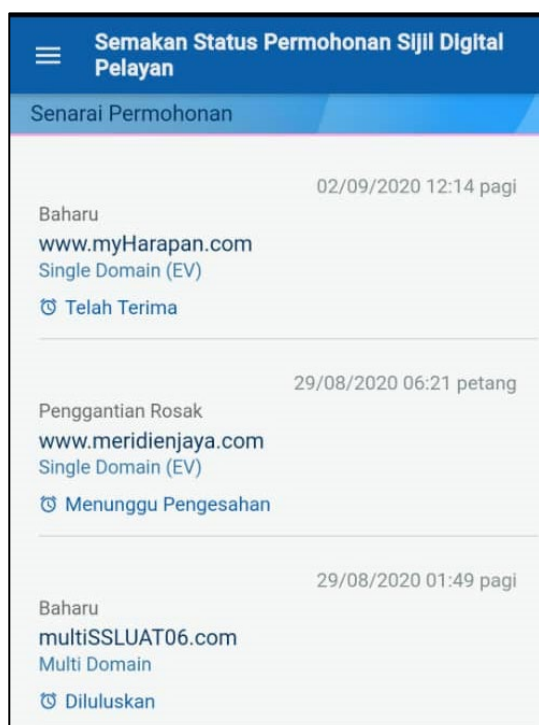 Semakan Status Permohonan Sijil Digital
Pelayan
Senarai Permohonan
02/09/2020 12:14 pagi
Baharu
www.myHarapan.com
Single Domain (EV)
Telah Terima
29/08/2020 06:21 petang
Penggantian Rosak
www.meridienjaya.com
Single Domain (EV)
Menunggu Pengesahan
29/08/2020 01:49 pagi
Baharu
multiSSLUAT06.com
Multi Domain
Diluluskan